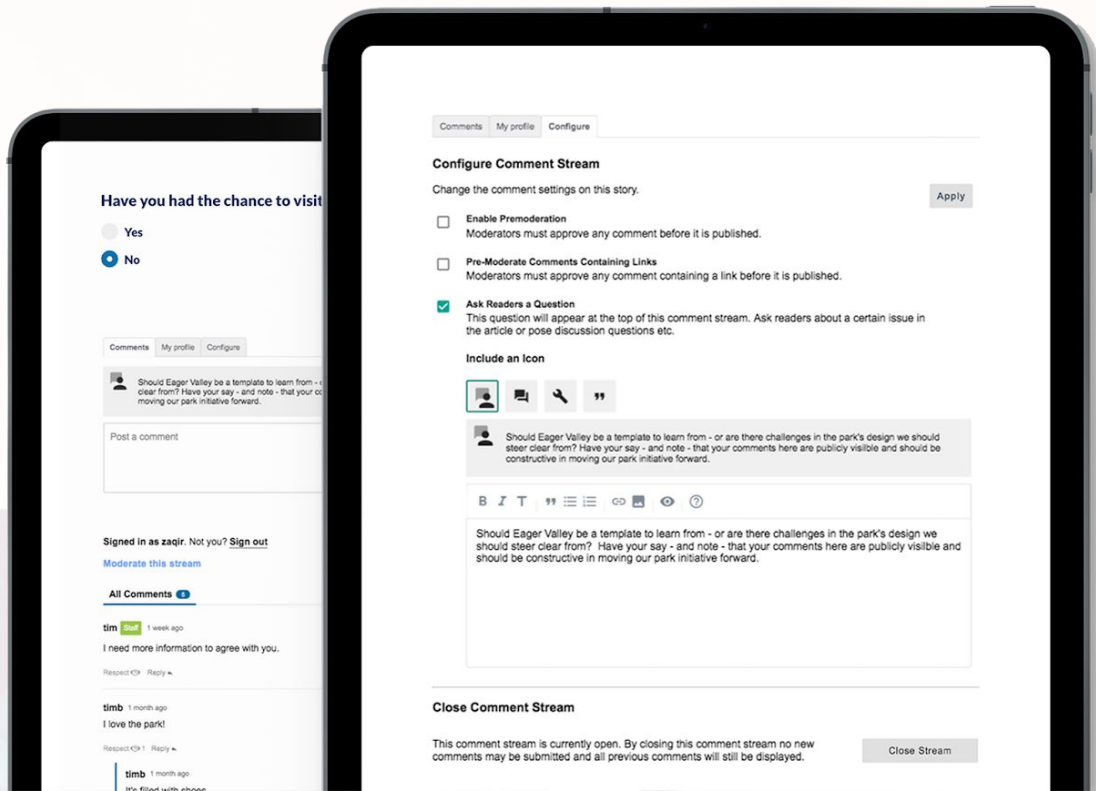 Have you had the chance to visit
Yes
No
Comments My profile Configure
Should Eager Valley be a template to learn from -
clear from? Have your say - and note - that your
moving our park initiative forward.
Post a comment
Signed in as zaqir. Not you? Sign out
Moderate this stream
All Comments 5
tim Staff 1 week ago
I need more information to agree with you.
Respect Reply
timb 1 month ago
I love the park!
Respect 1 Reply
timb 1 month ago
It's filled with shoes
Comments My profile Configure
Configure Comment Stream
Change the comment settings on this story.
Apply
Enable Premoderation
Moderators must approve any comment before it is published.
Pre-Moderate Comments Containing Links
Moderators must approve any comment containing a link before it is published.
Ask Readers a Question
This question will appear at the top of this comment stream. Ask readers about a certain issue in
the article or pose discussion questions etc.
Include an Icon
Should Eager Valley be a template to learn from - or are there challenges in the park's design we should
steer clear from? Have your say - and note - that your comments here are publicly visilble and should be
constructive in moving our park initiative forward.
B I T
Should Eager Valley be a template to learn from - or are there challenges in the park's design we
should steer clear from?  Have your say - and note - that your comments here are publicly visilble and
should be constructive in moving our park initiative forward.
Close Comment Stream
This comment stream is currently open. By closing this comment stream no new
comments may be submitted and all previous comments will still be displayed.
Close Stream